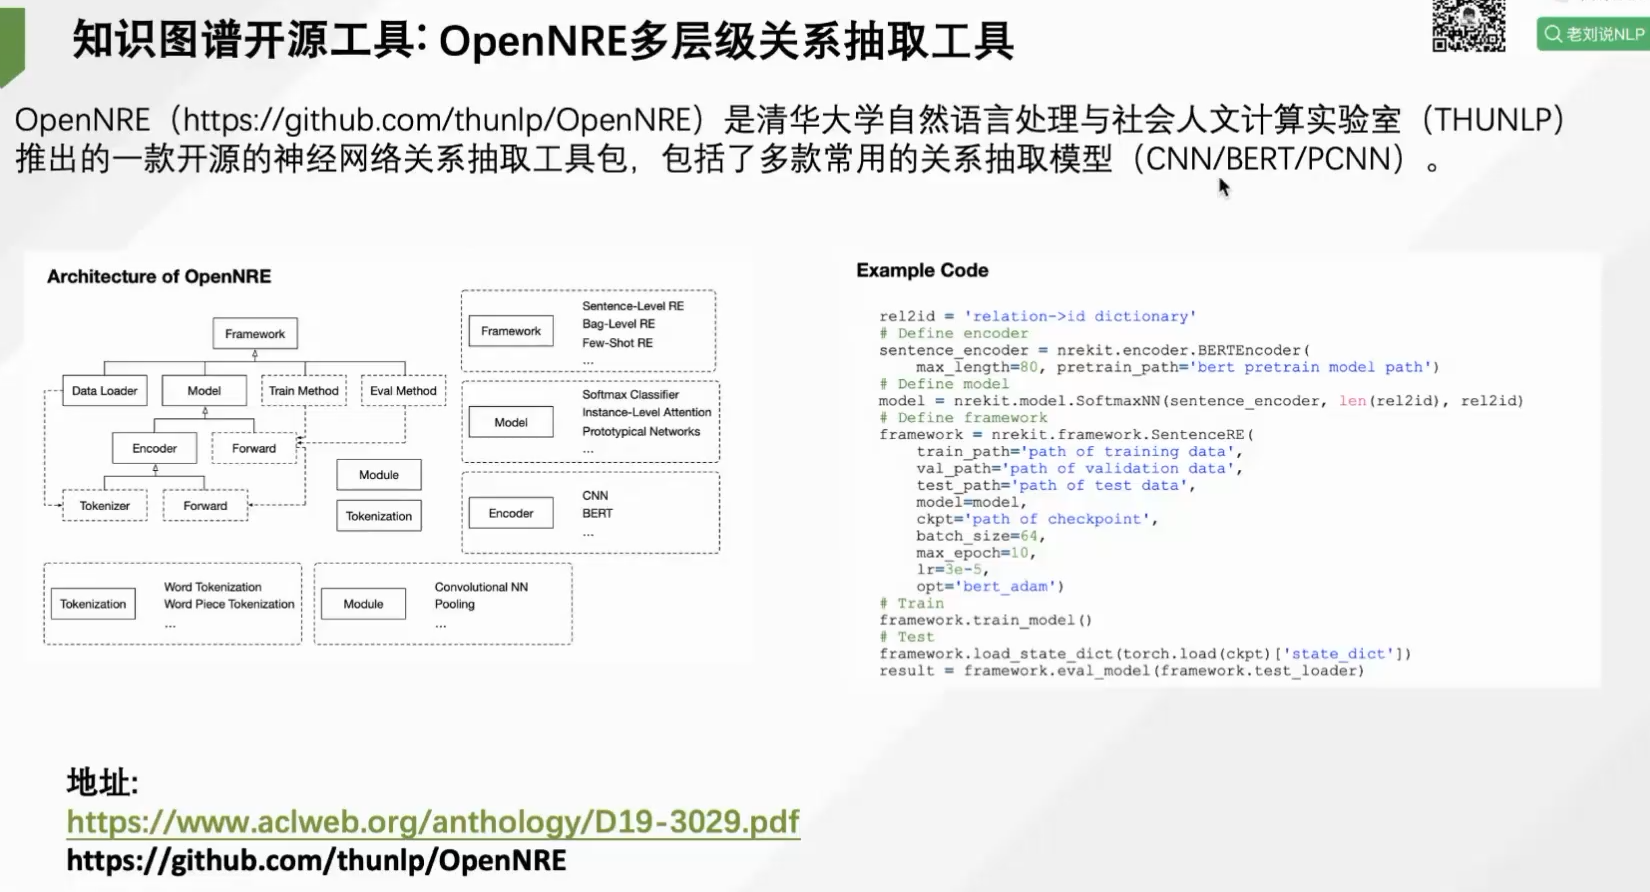 知识图谱开源工具: OpenNRE多层级关系抽取工具
老刘说NLP
OpenNRE（https://github.com/thunlp/OpenNRE）是清华大学自然语言处理与社会人文计算实验室（THUNLP）
推出的一款开源的神经网络关系抽取工具包，包括了多款常用的关系抽取模型（CNN/BERT/PCNN）。
Architecture of OpenNRE
Framework
Data Loader
Model
Train Method
Eval Method
Encoder
Forward
Tokenizer
Forward
Module
Tokenization
Framework
Sentence-Level RE
Bag-Level RE
Few-Shot RE
...
Model
Softmax Classifier
Instance-Level Attention
Prototypical Networks
...
Encoder
CNN
BERT
...
Tokenization
Word Tokenization
Word Piece Tokenization
...
Module
Convolutional NN
Pooling
...
Example Code
rel2id = 'relation->id dictionary'
# Define encoder
sentence_encoder = nrekit.encoder.BERTEncoder(
max_length=80, pretrain_path='bert pretrain model path')
# Define model
model = nrekit.model.SoftmaxNN(sentence_encoder, len(rel2id), rel2id)
# Define framework
framework = nrekit.framework.SentenceRE(
train_path='path of training data',
val_path='path of validation data',
test_path='path of test data',
model=model,
ckpt='path of checkpoint',
batch_size=64,
max_epoch=10,
lr=3e-5,
opt='bert_adam')
# Train
framework.train_model()
# Test
framework.load_state_dict(torch.load(ckpt)['state_dict'])
result = framework.eval_model(framework.test_loader)
地址:
https://www.aclweb.org/anthology/D19-3029.pdf
https://github.com/thunlp/OpenNRE